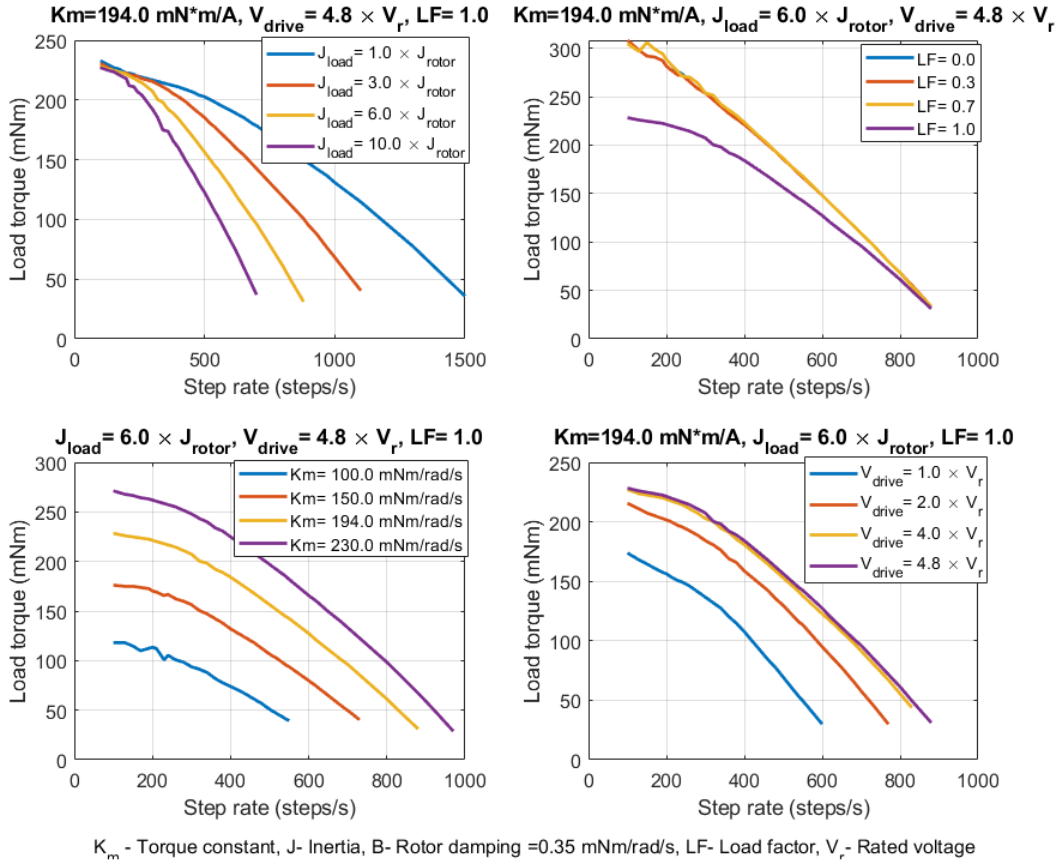 Km=194.0 mN*m/A, V_drive= 4.8 × V_r, LF= 1.0
250
200
150
100
50
0
Load torque (mNm)
J_load= 1.0 × J_rotor
J_load= 3.0 × J_rotor
J_load= 6.0 × J_rotor
J_load= 10.0 × J_rotor
0 500 1000 1500
Step rate (steps/s)
Km=194.0 mN*m/A, J_load= 6.0 × J_rotor, V_drive= 4.8 × V_r
300
250
200
150
100
50
0
Load torque (mNm)
LF= 0.0
LF= 0.3
LF= 0.7
LF= 1.0
0 200 400 600 800 1000
Step rate (steps/s)
J_load= 6.0 × J_rotor, V_drive= 4.8 × V_r, LF= 1.0
300
250
200
150
100
50
0
Load torque (mNm)
Km= 100.0 mNm/rad/s
Km= 150.0 mNm/rad/s
Km= 194.0 mNm/rad/s
Km= 230.0 mNm/rad/s
0 200 400 600 800 1000
Step rate (steps/s)
Km=194.0 mN*m/A, J_load= 6.0 × J_rotor, LF= 1.0
250
200
150
100
50
0
Load torque (mNm)
V_drive= 1.0 × V_r
V_drive= 2.0 × V_r
V_drive= 4.0 × V_r
V_drive= 4.8 × V_r
0 200 400 600 800 1000
Step rate (steps/s)
K_m - Torque constant, J- Inertia, B- Rotor damping =0.35 mNm/rad/s, LF- Load factor, V_r- Rated voltage